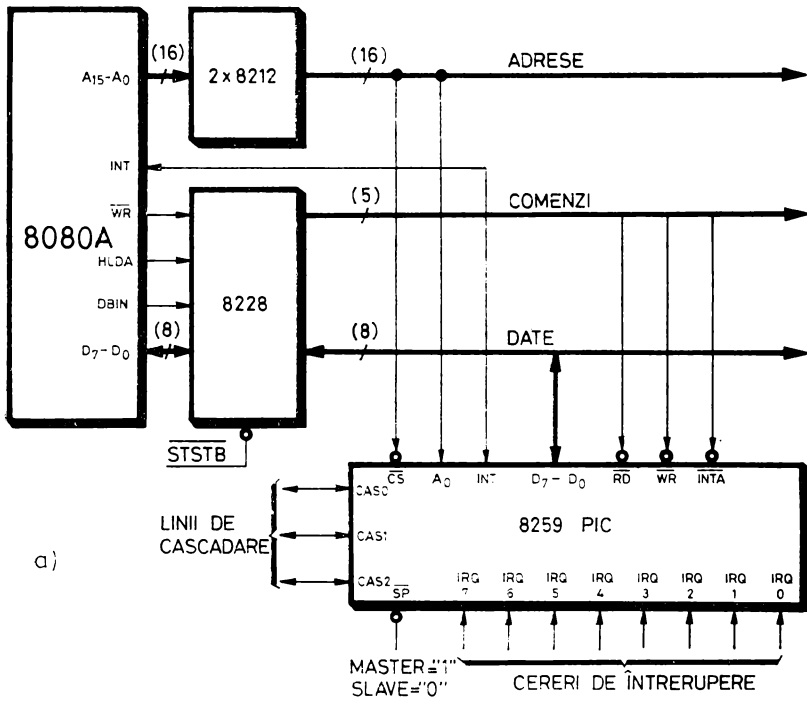 (16)
(16)
ADRESE
A15-A0
2 x 8212
INT
(5)
COMENZI
WR
8080A
HLDA
8228
DBIN
(8)
(8)
DATE
D7-D0
STSTB
CS A0 INT D7-D0 RD WR INTA
CAS0
LINII DE
CASCADARE
CAS1
8259 PIC
a)
CAS2
SP
IRQ IRQ IRQ IRQ IRQ IRQ IRQ IRQ
7 6 5 4 3 2 1 0
MASTER="1"
SLAVE="0"
CERERI DE ÎNTRERUPERE